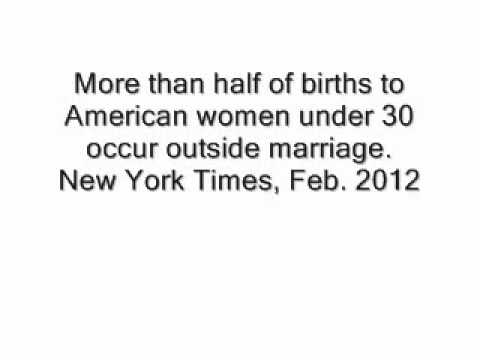 More than half of births to
American women under 30
occur outside marriage.
New York Times, Feb. 2012